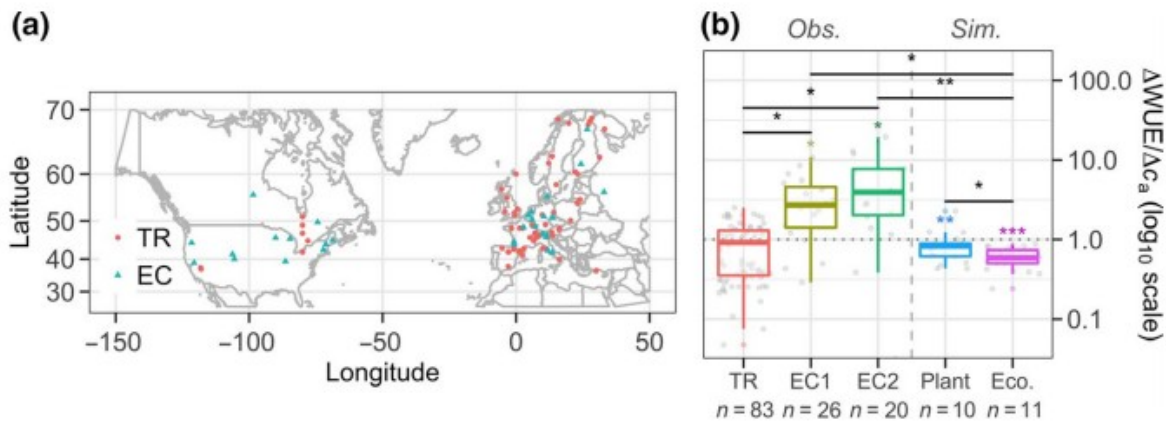 (a)
70
60
50
40
30
Latitude
TR
EC
−150
−100
−50
0
50
Longitude
(b)
Obs.
Sim.
*
**
*
*
*
*
*
**
***
100.0
10.0
1.0
0.1
ΔWUE/Δcₐ (log₁₀ scale)
TR EC1 EC2 Plant Eco.
n = 83 n = 26 n = 20 n = 10 n = 11